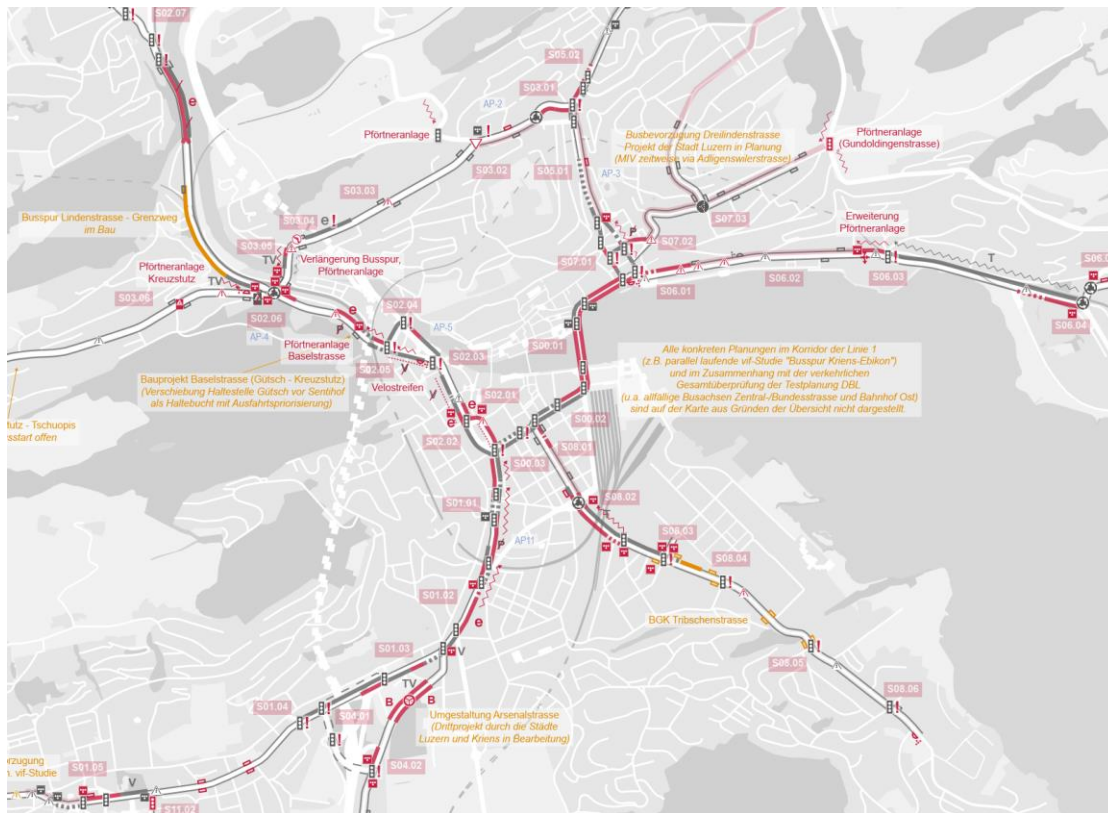 S02.07
S05.02
S03.01
AP-2
Pförtneranlage
e
S03.02
Busbevorzugung Dreilindenstrasse
Projekt der Stadt Luzern in Planung
(MIV zeitweise via Adligenswilerstrasse)
Pförtneranlage
(Gundoldingenstrasse)
S05.01
AP-3
S03.03
S07.03
Busspur Lindenstrasse - Grenzweg
im Bau
e
S03.04
S03.05
P
S07.02
Erweiterung
Pförtneranlage
TV
Verlängerung Busspur,
Pförtneranlage
S07.01
T
Pförtneranlage
Kreuzstutz
TV
S06.01
S06.02
S06.03
S06.04
S03.06
S02.06
e
S02.04
AP-4
P
AP-5
S00.01
Pförtneranlage
Baselstrasse
S02.05
S02.03
Bauprojekt Baselstrasse (Gütsch - Kreuzstutz)
(Verschiebung Haltestelle Gütsch vor Sentihof
als Haltebucht mit Ausfahrtspriorisierung)
Velostreifen
Alle konkreten Planungen im Korridor der Linie 1
(z.B. parallel laufende vif-Studie "Busspur Kriens-Ebikon")
und im Zusammenhang mit der verkehrlichen
Gesamtüberprüfung der Testplanung DBL
(u.a. allfällige Busachsen Zentral-/Bundesstrasse und Bahnhof Ost)
sind auf der Karte aus Gründen der Übersicht nicht dargestellt.
S02.01
e
e
S02.02
S00.02
tutz - Tschuopis
sstart offen
S08.01
S00.03
S01.01
S08.02
T
P
AP11
S08.03
S08.04
S01.02
e
BGK Tribschenstrasse
S01.03
V
S08.05
TV
S01.04
B
B
S08.06
S04.01
Umgestaltung Arsenalstrasse
(Drittprojekt durch die Städte
Luzern und Kriens in Bearbeitung)
S04.02
orzugung
n. vif-Studie
S01.05
V
S11.02